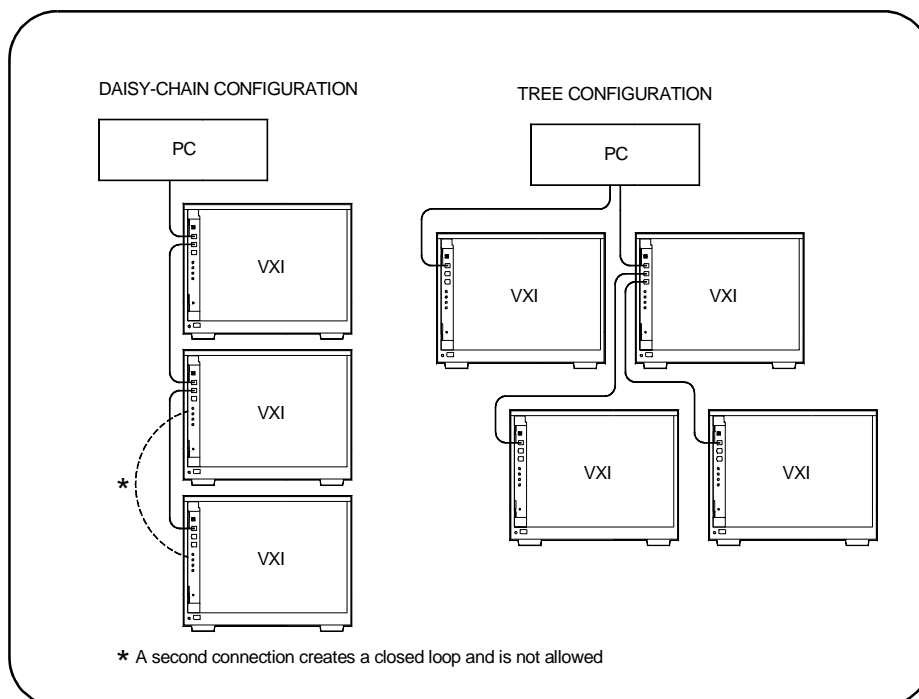 DAISY-CHAIN CONFIGURATION
PC
VXI
VXI
*
VXI
TREE CONFIGURATION
PC
VXI
VXI
VXI
VXI
* A second connection creates a closed loop and is not allowed